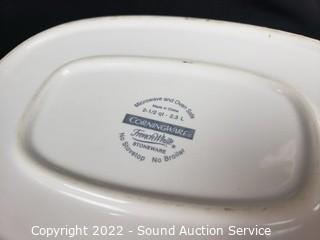 Microwave and Oven Safe
Made in China
2-1/2 qt - 2.3 L
CORNINGWARE®
French White®
STONEWARE
No Stovetop No Broiler
Copyright 2022 - Sound Auction Service